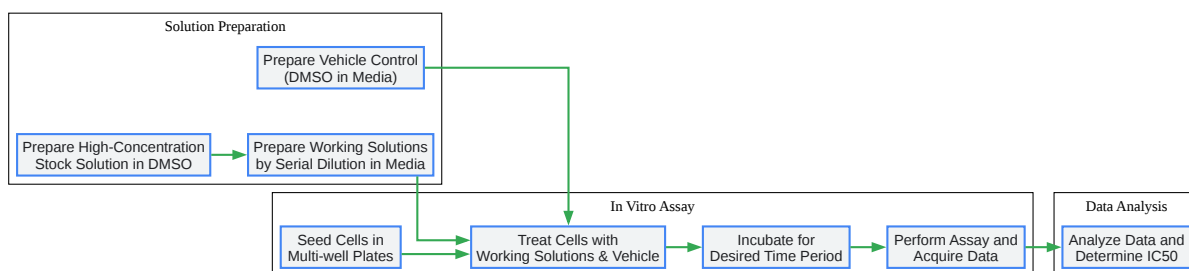 Solution Preparation
Prepare Vehicle Control
(DMSO in Media)
Prepare High-Concentration
Stock Solution in DMSO
Prepare Working Solutions
by Serial Dilution in Media
In Vitro Assay
Seed Cells in
Multi-well Plates
Treat Cells with
Working Solutions & Vehicle
Incubate for
Desired Time Period
Perform Assay and
Acquire Data
Data Analysis
Analyze Data and
Determine IC50